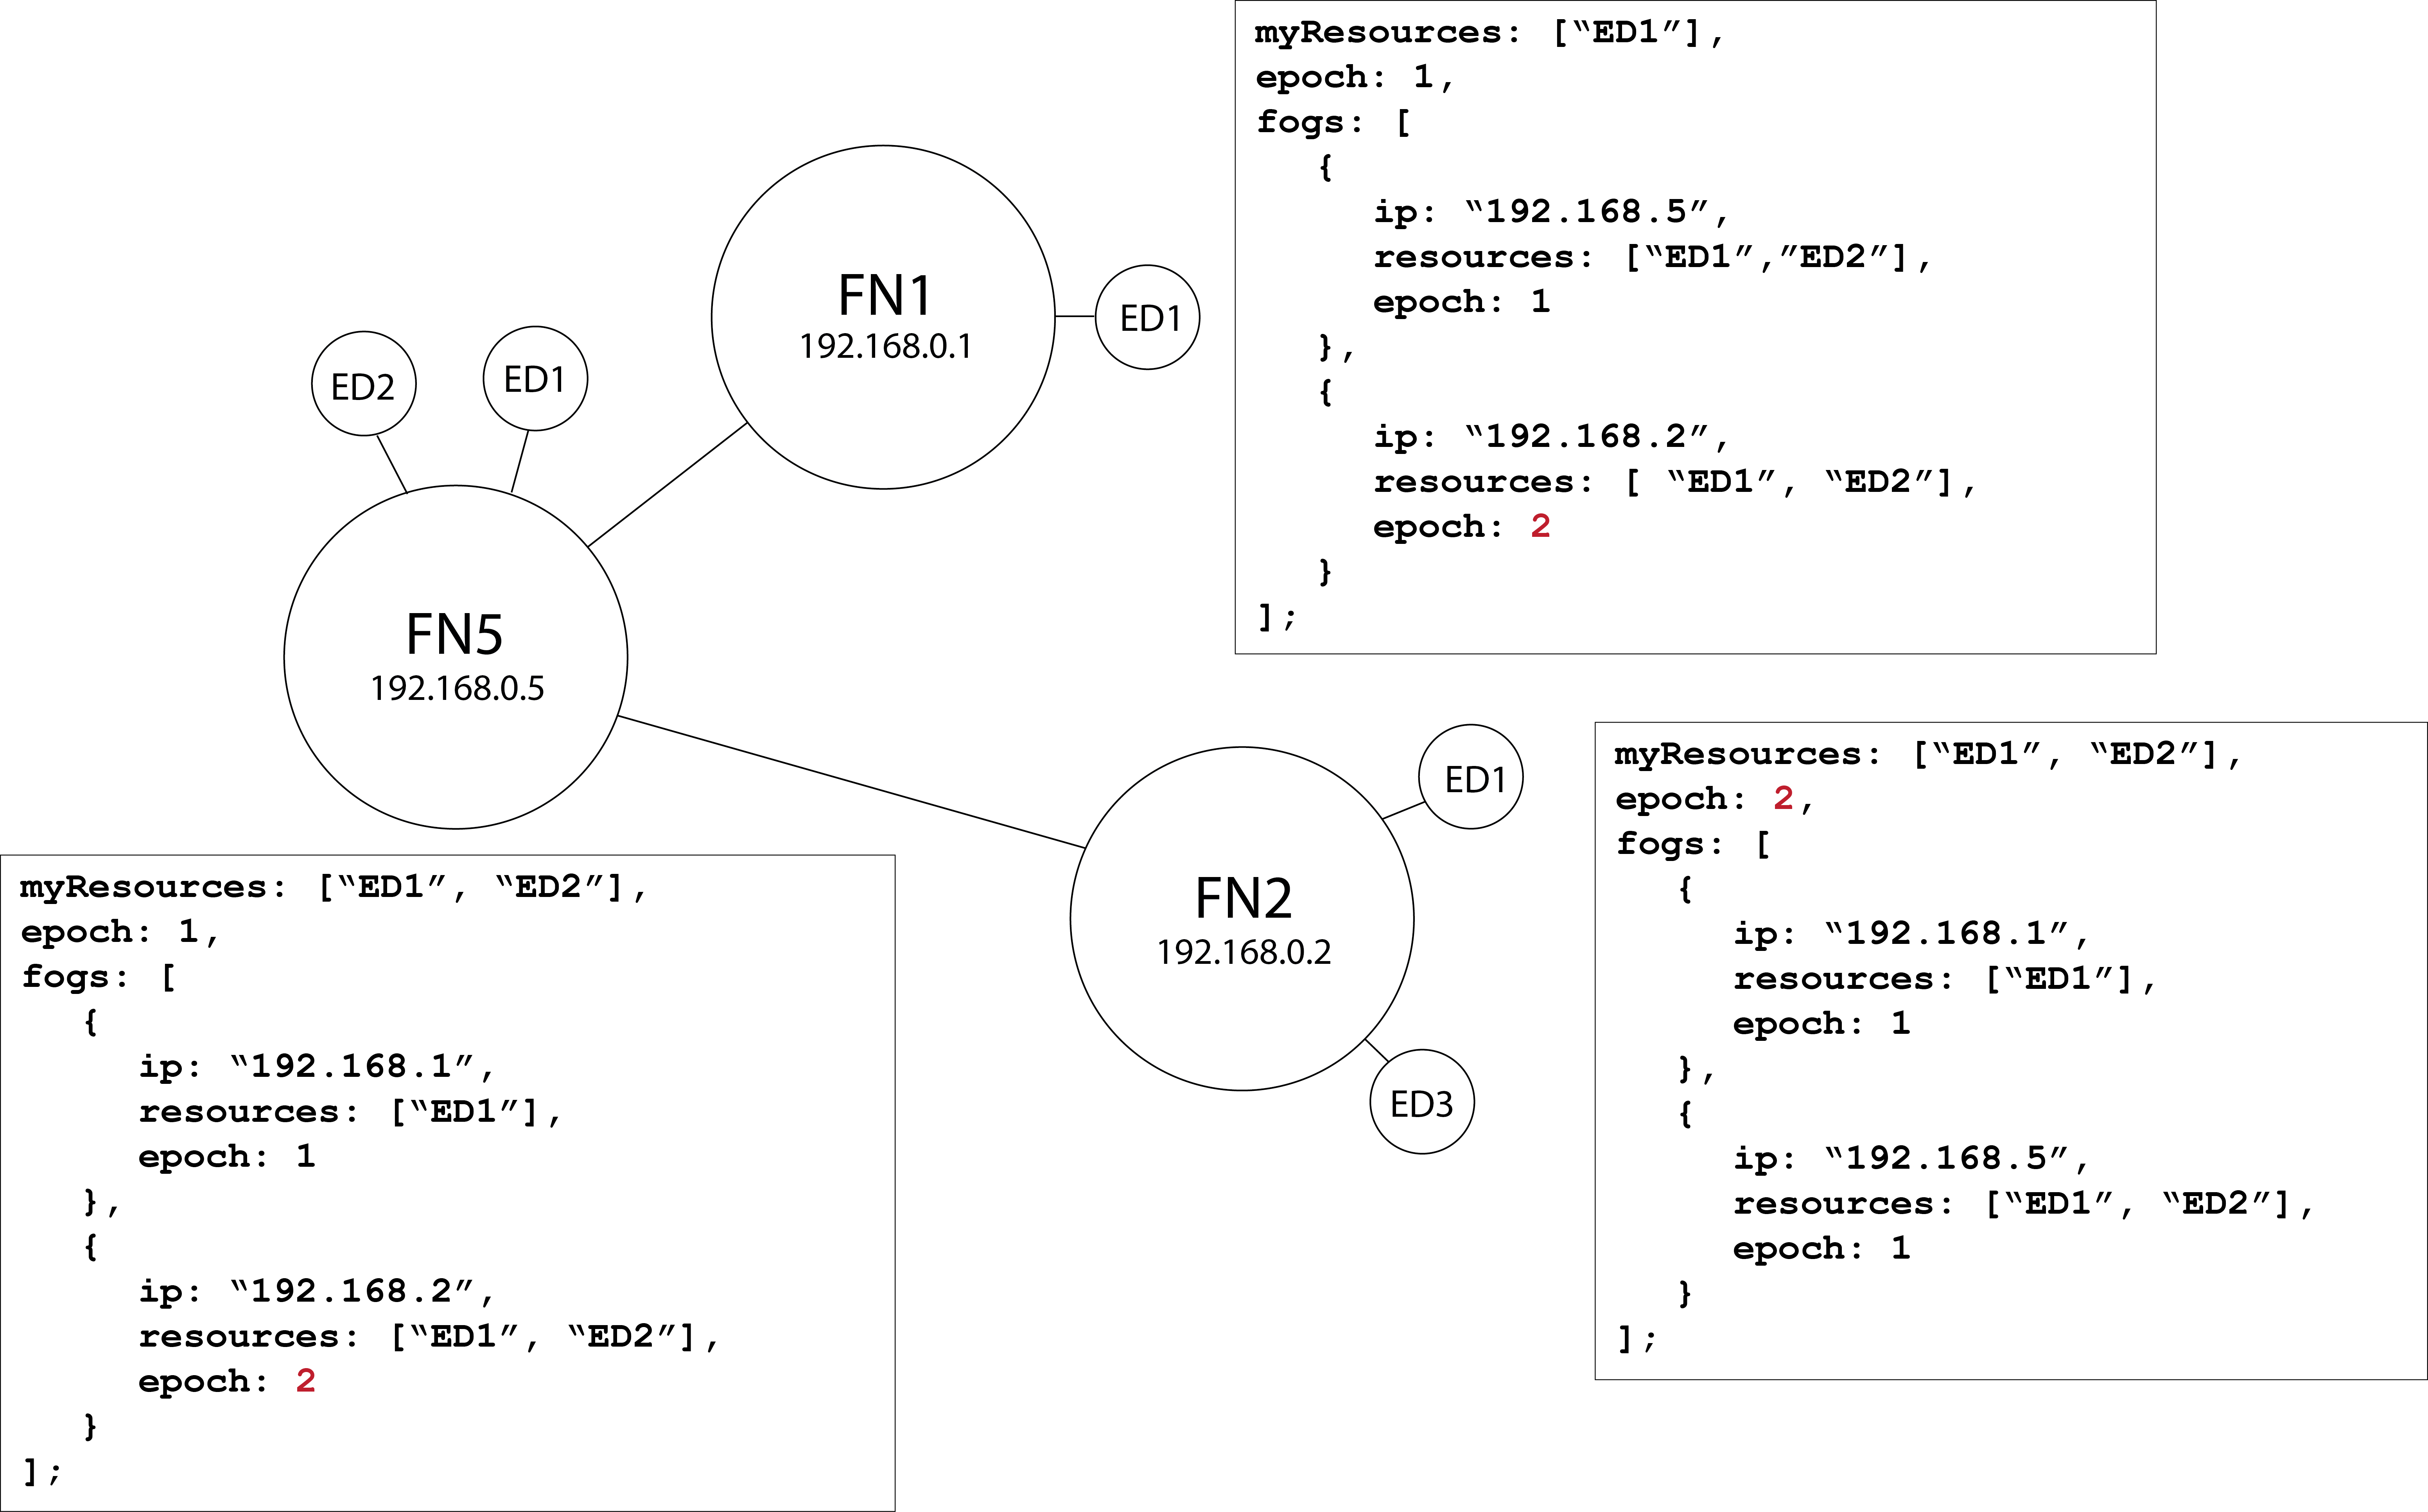 myResources: [“ED1”],
epoch: 1,
fogs: [
{
ip: “192.168.5”,
resources: [“ED1”,”ED2”],
epoch: 1
},
{
ip: “192.168.2”,
resources: [ “ED1”, “ED2”],
epoch: 2
}
];
FN1
192.168.0.1
ED1
ED2
ED1
FN5
192.168.0.5
ED1
FN2
192.168.0.2
ED3
myResources: [“ED1”, “ED2”],
epoch: 2,
fogs: [
{
ip: “192.168.1”,
resources: [“ED1”],
epoch: 1
},
{
ip: “192.168.5”,
resources: [“ED1”, “ED2”],
epoch: 1
}
];
myResources: [“ED1”, “ED2”],
epoch: 1,
fogs: [
{
ip: “192.168.1”,
resources: [“ED1”],
epoch: 1
},
{
ip: “192.168.2”,
resources: [“ED1”, “ED2”],
epoch: 2
}
];